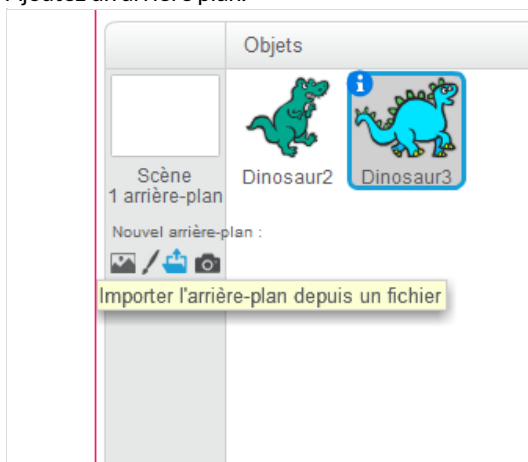 Objets
Scène
1 arrière-plan
Dinosaur2
Dinosaur3
Nouvel arrière-plan :
Importer l'arrière-plan depuis un fichier